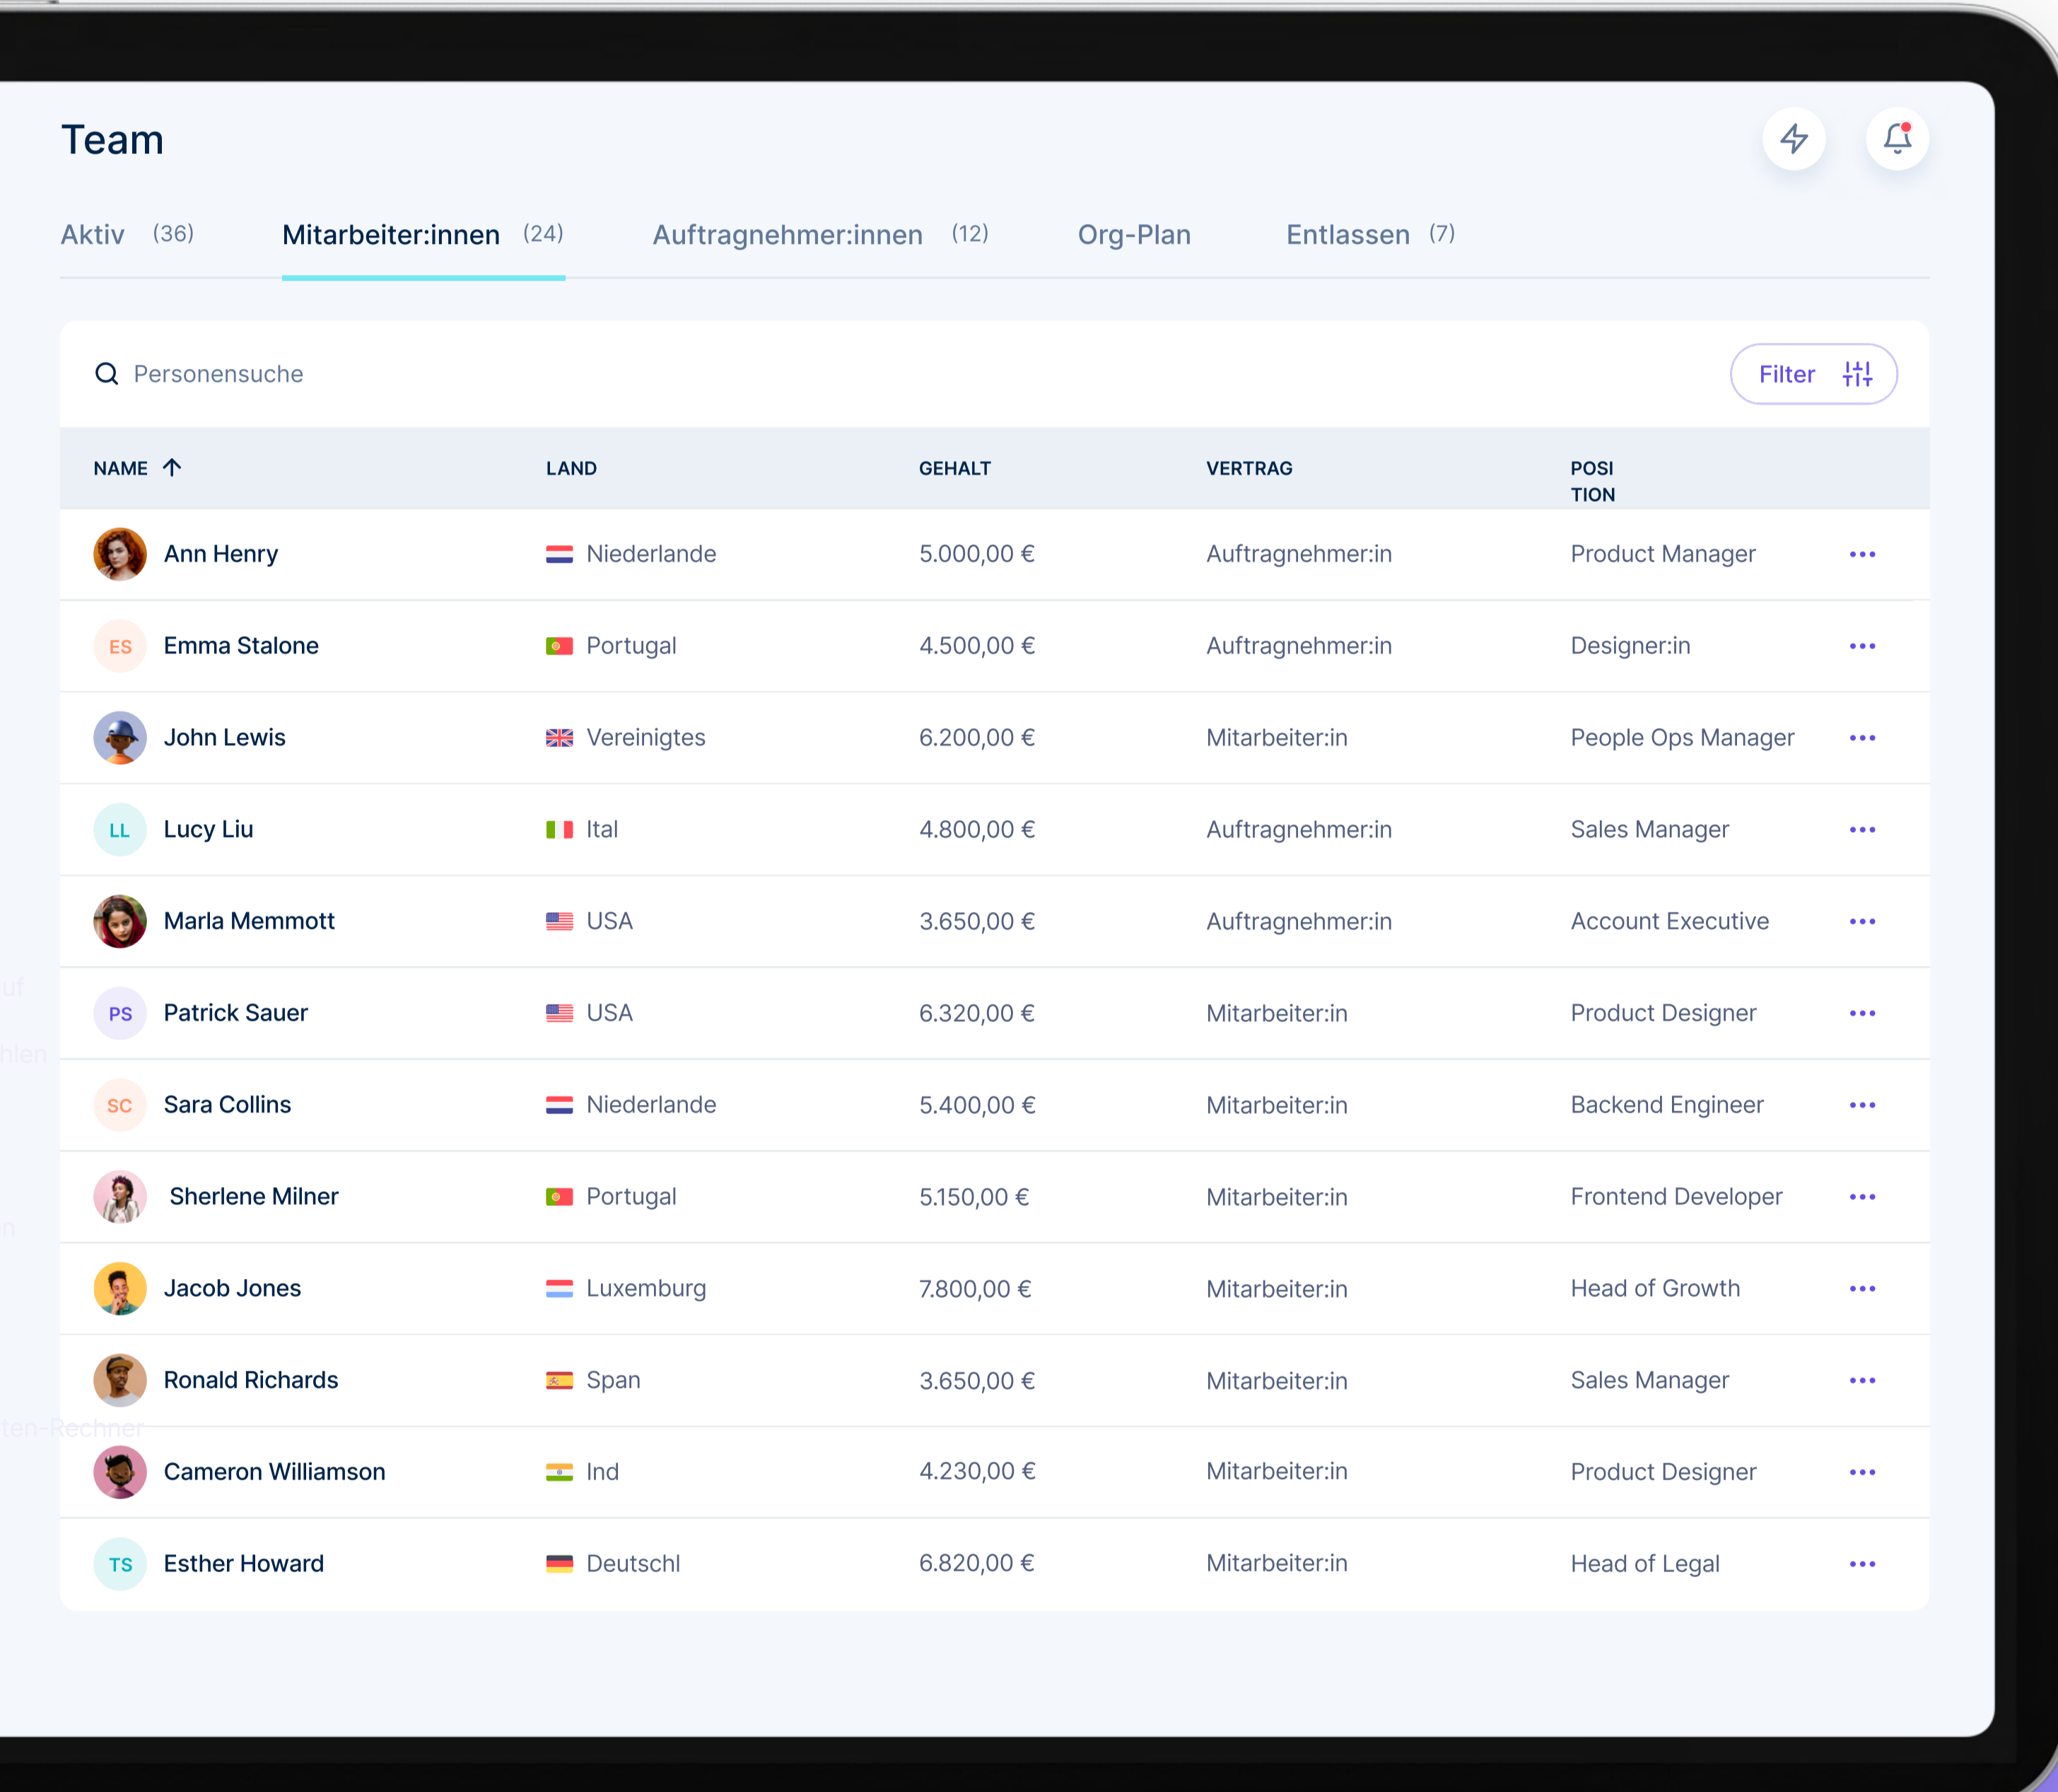 Team
Aktiv (36) Mitarbeiter:innen (24) Auftragnehmer:innen (12) Org-Plan Entlassen (7)
Personensuche Filter
NAME LAND GEHALT VERTRAG POSI
TION
Ann Henry Niederlande 5.000,00 € Auftragnehmer:in Product Manager
ES Emma Stalone Portugal 4.500,00 € Auftragnehmer:in Designer:in
John Lewis Vereinigtes 6.200,00 € Mitarbeiter:in People Ops Manager
LL Lucy Liu Ital 4.800,00 € Auftragnehmer:in Sales Manager
Marla Memmott USA 3.650,00 € Auftragnehmer:in Account Executive
uf
PS Patrick Sauer USA 6.320,00 € Mitarbeiter:in Product Designer
hlen
SC Sara Collins Niederlande 5.400,00 € Mitarbeiter:in Backend Engineer
Sherlene Milner Portugal 5.150,00 € Mitarbeiter:in Frontend Developer
n
Jacob Jones Luxemburg 7.800,00 € Mitarbeiter:in Head of Growth
Ronald Richards Span 3.650,00 € Mitarbeiter:in Sales Manager
ten-Rechner
Cameron Williamson Ind 4.230,00 € Mitarbeiter:in Product Designer
TS Esther Howard Deutschl 6.820,00 € Mitarbeiter:in Head of Legal